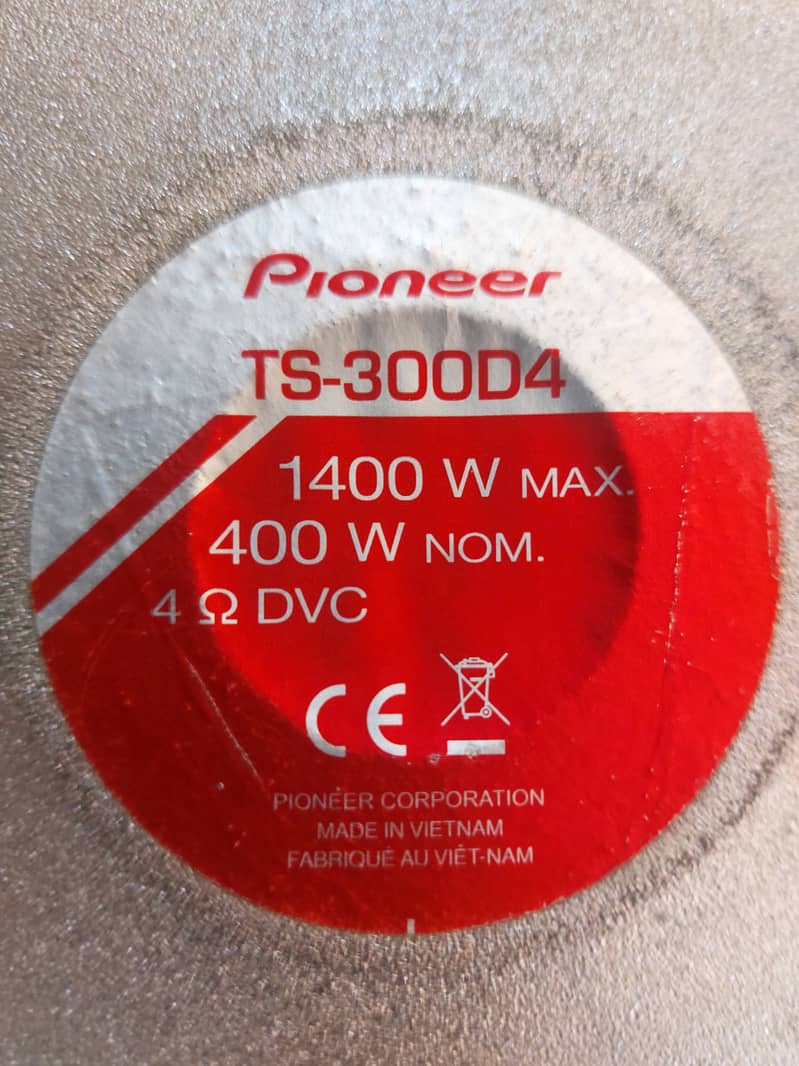 Pioneer
TS-300D4
1400 W MAX.
400 W NOM.
4 Ω DVC
CE
PIONEER CORPORATION
MADE IN VIETNAM
FABRIQUÉ AU VIÊT-NAM